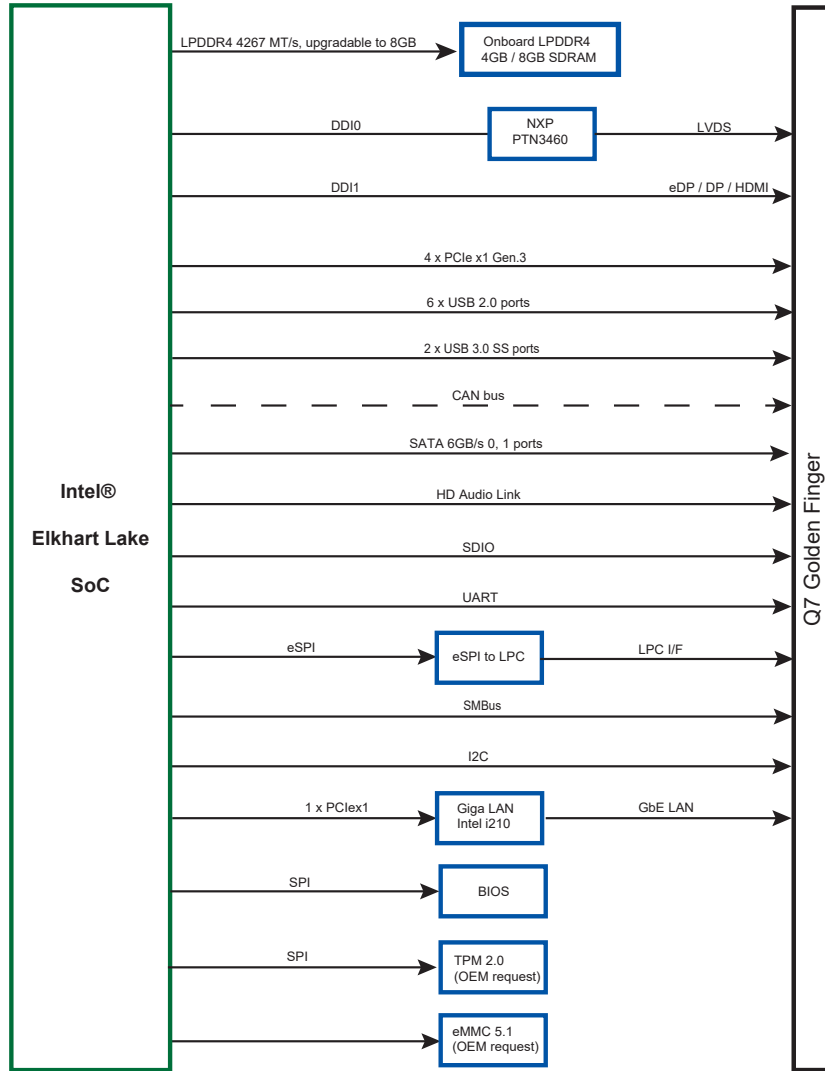 LPDDR4 4267 MT/s, upgradable to 8GB
Onboard LPDDR4
4GB / 8GB SDRAM
DDI0
NXP
PTN3460
LVDS
DDI1
eDP / DP / HDMI
4 x PCIe x1 Gen.3
6 x USB 2.0 ports
2 x USB 3.0 SS ports
CAN bus
SATA 6GB/s 0, 1 ports
Intel®
Elkhart Lake
SoC
HD Audio Link
SDIO
UART
eSPI
eSPI to LPC
LPC I/F
SMBus
I2C
1 x PCIex1
Giga LAN
Intel i210
GbE LAN
SPI
BIOS
SPI
TPM 2.0
(OEM request)
eMMC 5.1
(OEM request)
Q7 Golden Finger